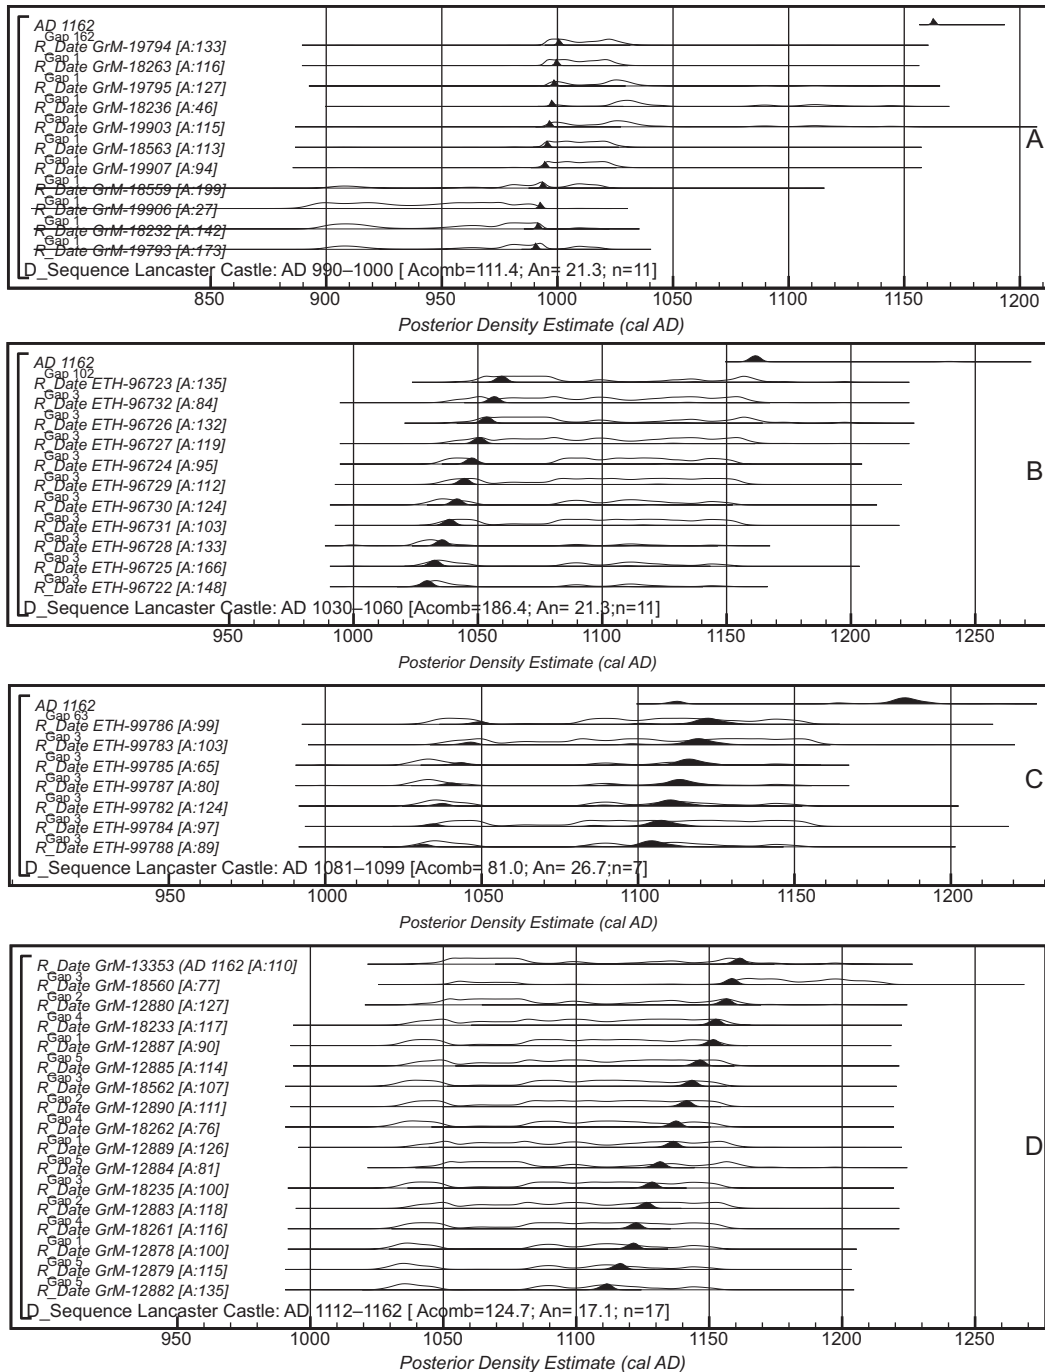 AD 1162
Gap 162
R_Date GrM-19794 [A:133]
R_Date GrM-18263 [A:116]
Gap 1
R_Date GrM-19795 [A:127]
Gap 1
R_Date GrM-18236 [A:46]
Gap 1
R_Date GrM-19903 [A:115]
Gap 1
R_Date GrM-18563 [A:113]
Gap 1
R_Date GrM-19907 [A:94]
Gap 1
R_Date GrM-18559 [A:199]
Gap 1
R_Date GrM-19906 [A:27]
Gap 1
R_Date GrM-18232 [A:142]
Gap 1
R_Date GrM-19793 [A:173]
Gap 1
D_Sequence Lancaster Castle: AD 990–1000 [ Acomb=111.4; An= 21.3; n=11]
A
850 900 950 1000 1050 1100 1150 1200
Posterior Density Estimate (cal AD)
AD 1162
R_Date ETH-96723 [A:135]
Gap 102
R_Date ETH-96732 [A:84]
Gap 3
R_Date ETH-96726 [A:132]
Gap 3
R_Date ETH-96727 [A:119]
Gap 3
R_Date ETH-96724 [A:95]
Gap 3
R_Date ETH-96729 [A:112]
Gap 3
R_Date ETH-96730 [A:124]
Gap 3
R_Date ETH-96731 [A:103]
Gap 3
R_Date ETH-96728 [A:133]
Gap 3
R_Date ETH-96725 [A:166]
Gap 3
R_Date ETH-96722 [A:148]
Gap 3
D_Sequence Lancaster Castle: AD 1030–1060 [Acomb=186.4; An= 21.3;n=11]
B
950 1000 1050 1100 1150 1200 1250
Posterior Density Estimate (cal AD)
AD 1162
Gap 63
R_Date ETH-99786 [A:99]
Gap 3
R_Date ETH-99783 [A:103]
Gap 3
R_Date ETH-99785 [A:65]
Gap 3
R_Date ETH-99787 [A:80]
Gap 3
R_Date ETH-99782 [A:124]
Gap 3
R_Date ETH-99784 [A:97]
Gap 3
R_Date ETH-99788 [A:89]
D_Sequence Lancaster Castle: AD 1081–1099 [Acomb= 81.0; An= 26.7;n=7]
C
950 1000 1050 1100 1150 1200
Posterior Density Estimate (cal AD)
R_Date GrM-13353 (AD 1162 [A:110]
Gap 3
R_Date GrM-18560 [A:77]
Gap 2
R_Date GrM-12880 [A:127]
Gap 4
R_Date GrM-18233 [A:117]
Gap 1
R_Date GrM-12887 [A:90]
Gap 5
R_Date GrM-12885 [A:114]
Gap 3
R_Date GrM-18562 [A:107]
Gap 2
R_Date GrM-12890 [A:111]
Gap 4
R_Date GrM-18262 [A:76]
Gap 1
R_Date GrM-12889 [A:126]
Gap 5
R_Date GrM-12884 [A:81]
Gap 3
R_Date GrM-18235 [A:100]
Gap 2
R_Date GrM-12883 [A:118]
Gap 4
R_Date GrM-18261 [A:116]
Gap 1
R_Date GrM-12878 [A:100]
Gap 5
R_Date GrM-12879 [A:115]
Gap 5
R_Date GrM-12882 [A:135]
D_Sequence Lancaster Castle: AD 1112–1162 [ Acomb=124.7; An= 17.1; n=17]
D
950 1000 1050 1100 1150 1200 1250
Posterior Density Estimate (cal AD)